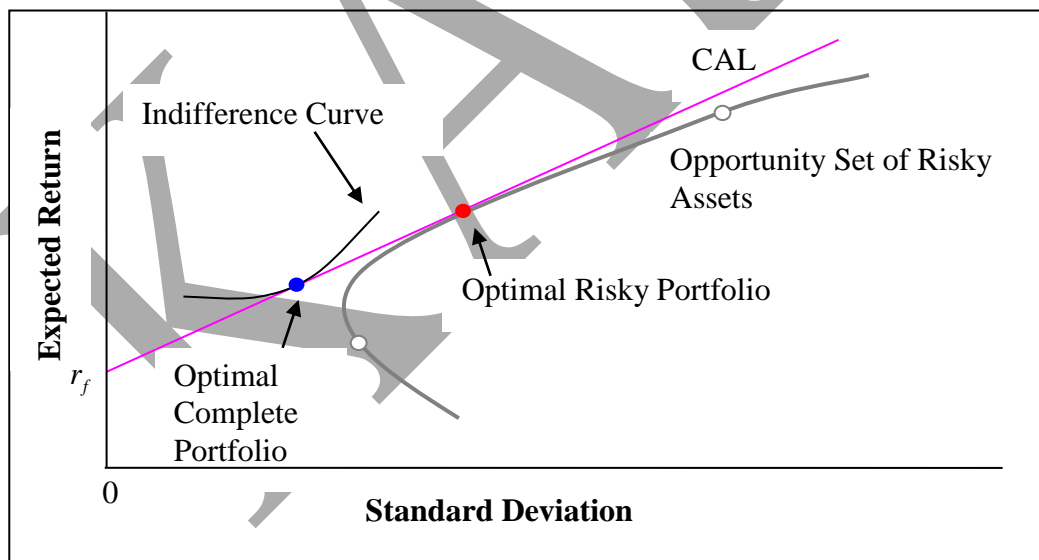 CAL
Indifference Curve
Opportunity Set of Risky
Assets
Expected Return
Optimal Risky Portfolio
r_f
Optimal
Complete
Portfolio
0
Standard Deviation